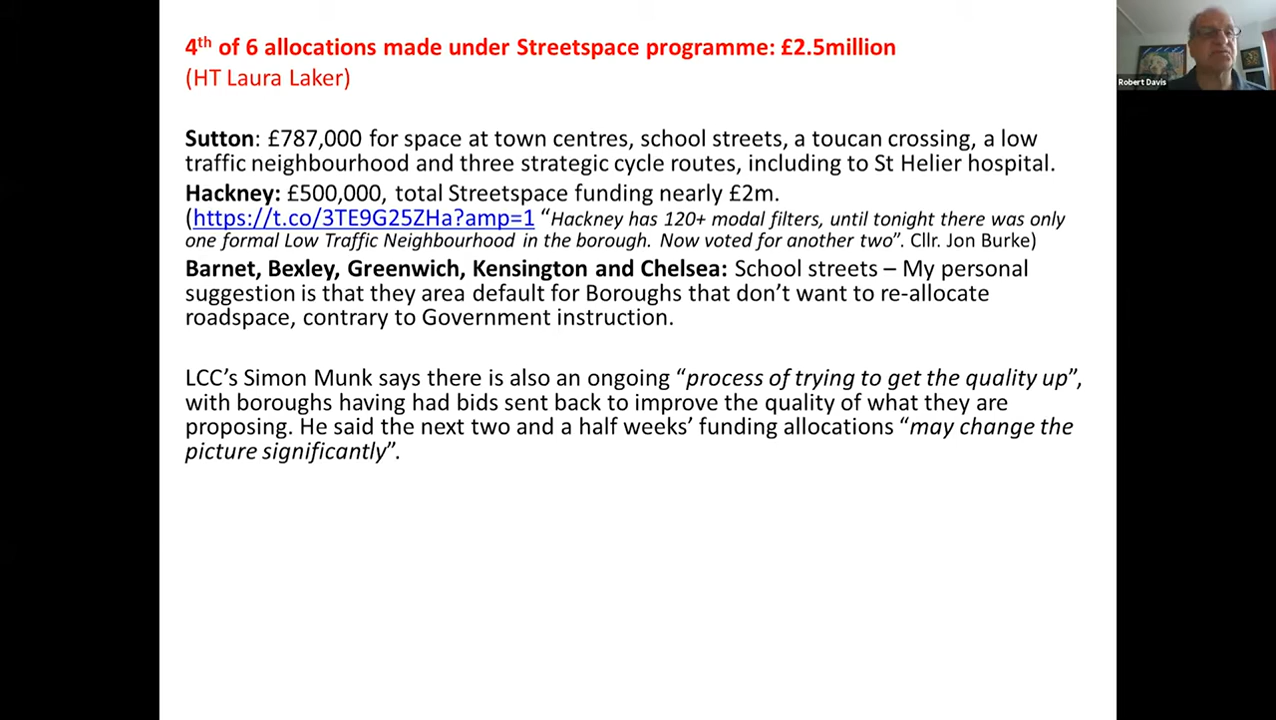 4th of 6 allocations made under Streetspace programme: £2.5million
(HT Laura Laker)
Sutton: £787,000 for space at town centres, school streets, a toucan crossing, a low
traffic neighbourhood and three strategic cycle routes, including to St Helier hospital.
Hackney: £500,000, total Streetspace funding nearly £2m.
(https://t.co/3TE9G25ZHa?amp=1 “Hackney has 120+ modal filters, until tonight there was only
one formal Low Traffic Neighbourhood in the borough. Now voted for another two”. Cllr. Jon Burke)
Barnet, Bexley, Greenwich, Kensington and Chelsea: School streets – My personal
suggestion is that they area default for Boroughs that don’t want to re-allocate
roadspace, contrary to Government instruction.
LCC’s Simon Munk says there is also an ongoing “process of trying to get the quality up”,
with boroughs having had bids sent back to improve the quality of what they are
proposing. He said the next two and a half weeks’ funding allocations “may change the
picture significantly”.
Robert Davis